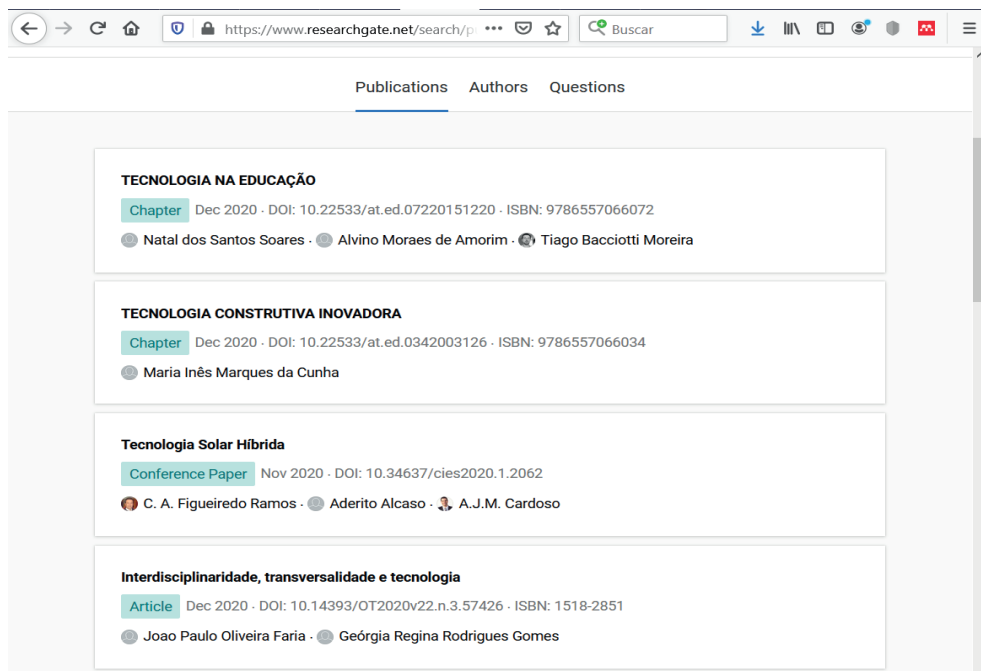 https://www.researchgate.net/search/p
Buscar
Publications Authors Questions
TECNOLOGIA NA EDUCAÇÃO
Chapter Dec 2020 · DOI: 10.22533/at.ed.07220151220 · ISBN: 9786557066072
Natal dos Santos Soares · Alvino Moraes de Amorim · Tiago Bacciotti Moreira
TECNOLOGIA CONSTRUTIVA INOVADORA
Chapter Dec 2020 · DOI: 10.22533/at.ed.0342003126 · ISBN: 9786557066034
Maria Inês Marques da Cunha
Tecnologia Solar Híbrida
Conference Paper Nov 2020 · DOI: 10.34637/cies2020.1.2062
C. A. Figueiredo Ramos · Aderito Alcaso · A.J.M. Cardoso
Interdisciplinaridade, transversalidade e tecnologia
Article Dec 2020 · DOI: 10.14393/OT2020v22.n.3.57426 · ISBN: 1518-2851
Joao Paulo Oliveira Faria · Geórgia Regina Rodrigues Gomes